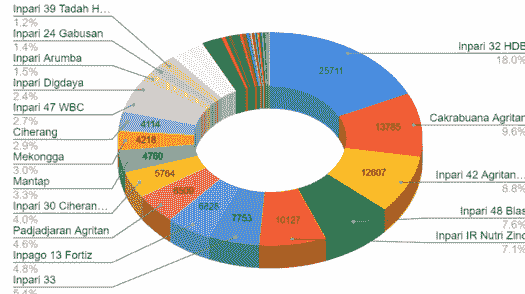 Inpari 39 Tadah H...
1.2%
Inpari 24 Gabusan
1.4%
Inpari Arumba
1.5%
Inpari Digdaya
2.4%
Inpari 47 WBC
2.7%
Ciherang
2.9%
Mekongga
3.0%
Mantap
3.3%
Inpari 30 Ciheran...
4.0%
Padjadjaran Agritan
4.6%
Inpago 13 Fortiz
4.8%
Inpari 33
5.4%
Inpari 32 HDB
18.0%
Cakrabuana Agritan
9.6%
Inpari 42 Agritan...
8.8%
Inpari 48 Blas
7.6%
Inpari IR Nutri Zinc
7.1%
25711
13785
12607
10127
7753
5764
4760
4218
4114